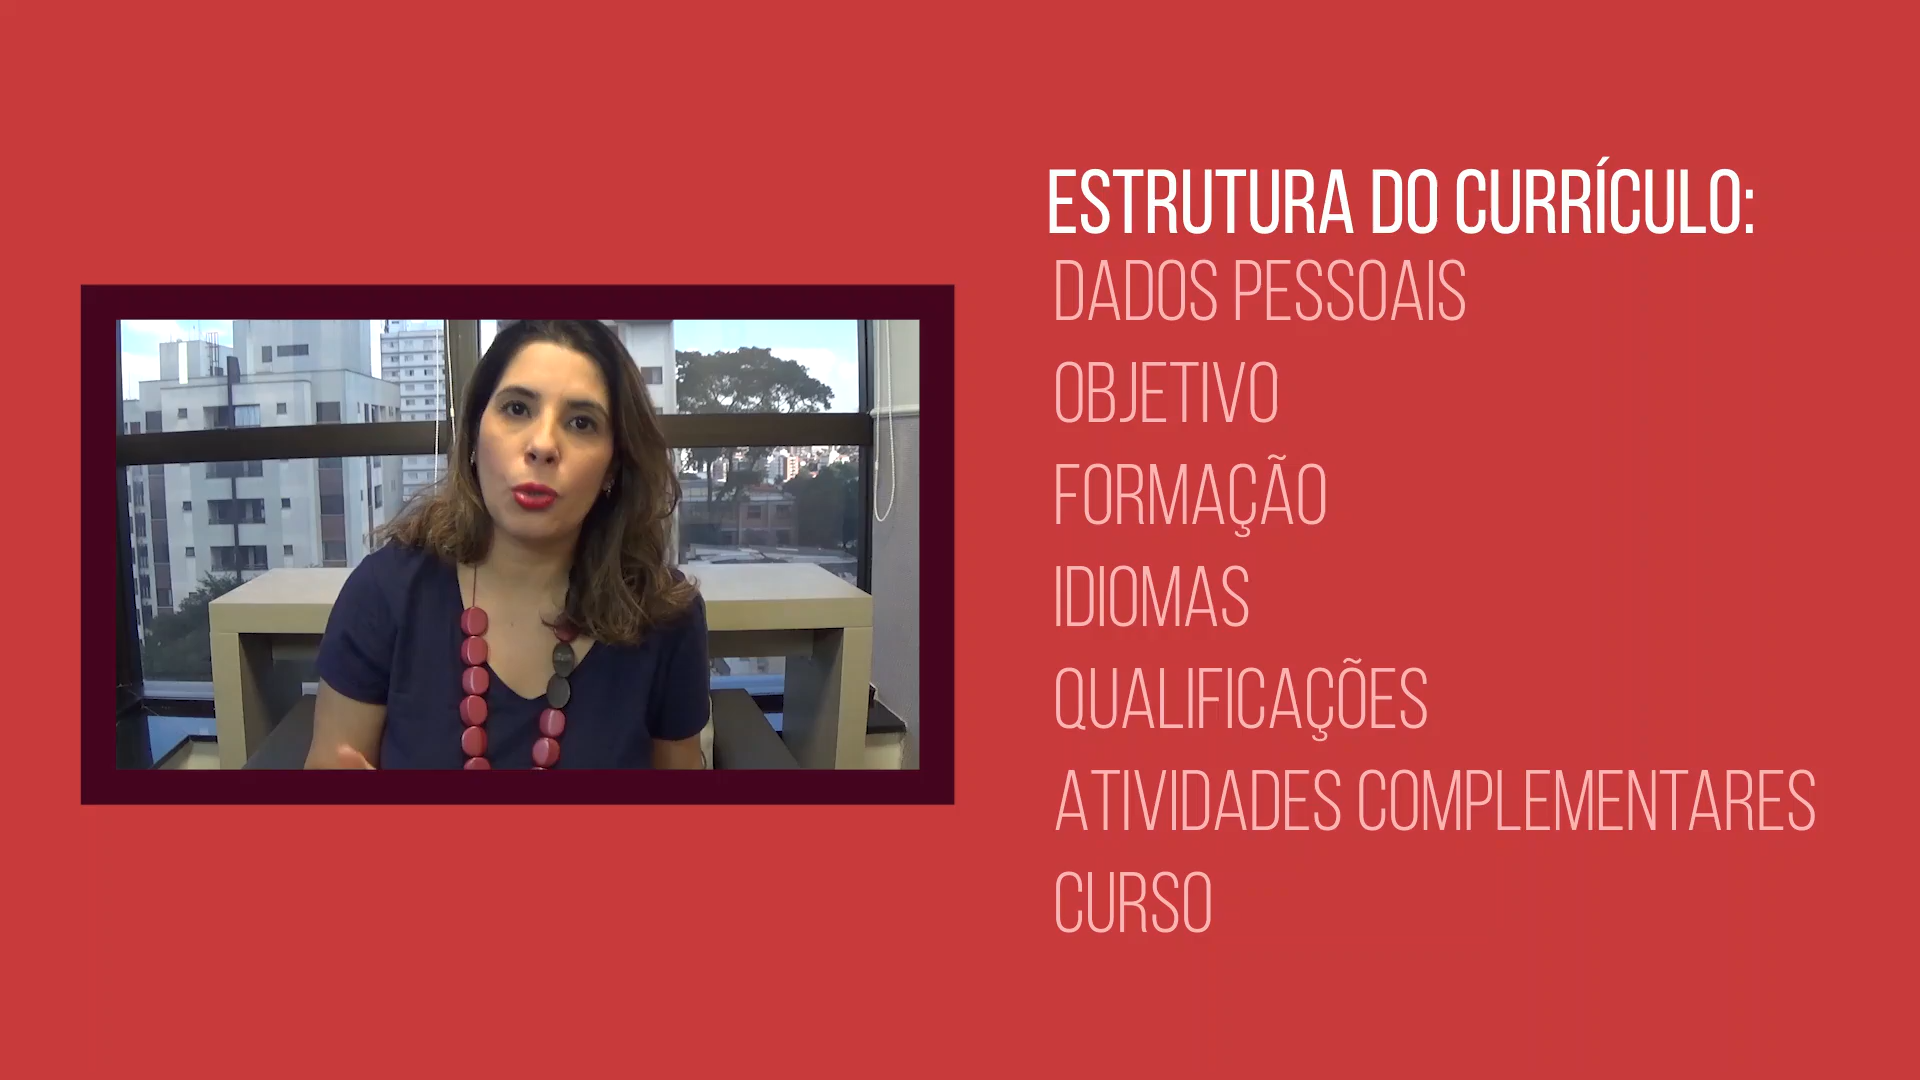 ESTRUTURA DO CURRÍCULO:
DADOS PESSOAIS
OBJETIVO
FORMAÇÃO
IDIOMAS
QUALIFICAÇÕES
ATIVIDADES COMPLEMENTARES
CURSO